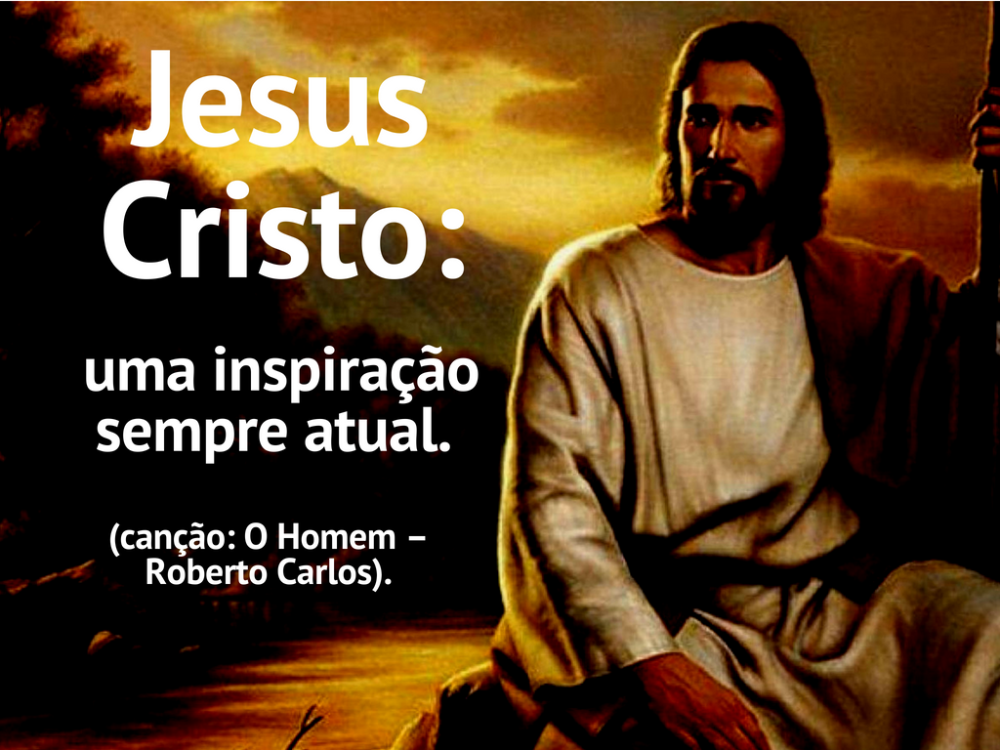 Jesus
Cristo:
uma inspiração
sempre atual.
(canção: O Homem –
Roberto Carlos).